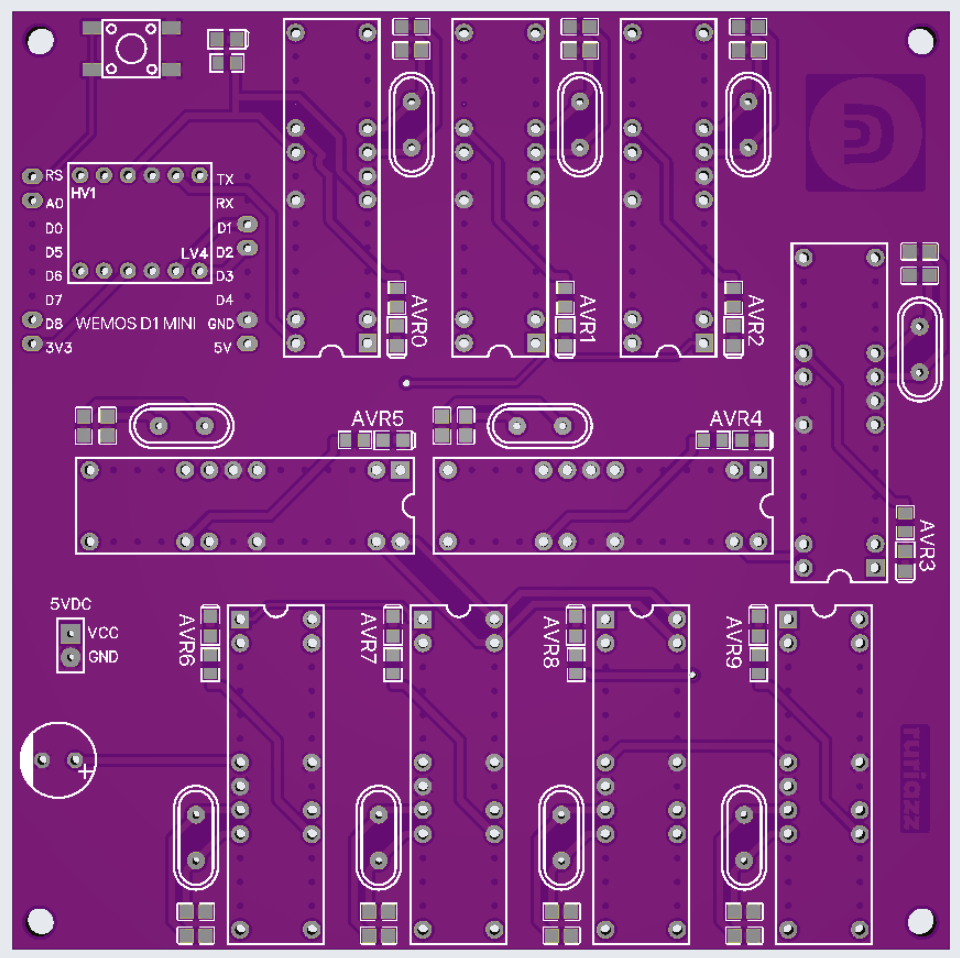 RS
A0
D0
D5
D6
D7
D8
3V3
HV1
LV4
WEMOS D1 MINI
TX
RX
D1
D2
D3
D4
GND
5V
AVR0
AVR1
AVR2
AVR5
AVR4
AVR3
5VDC
VCC
GND
+
AVR6
AVR7
AVR8
AVR9